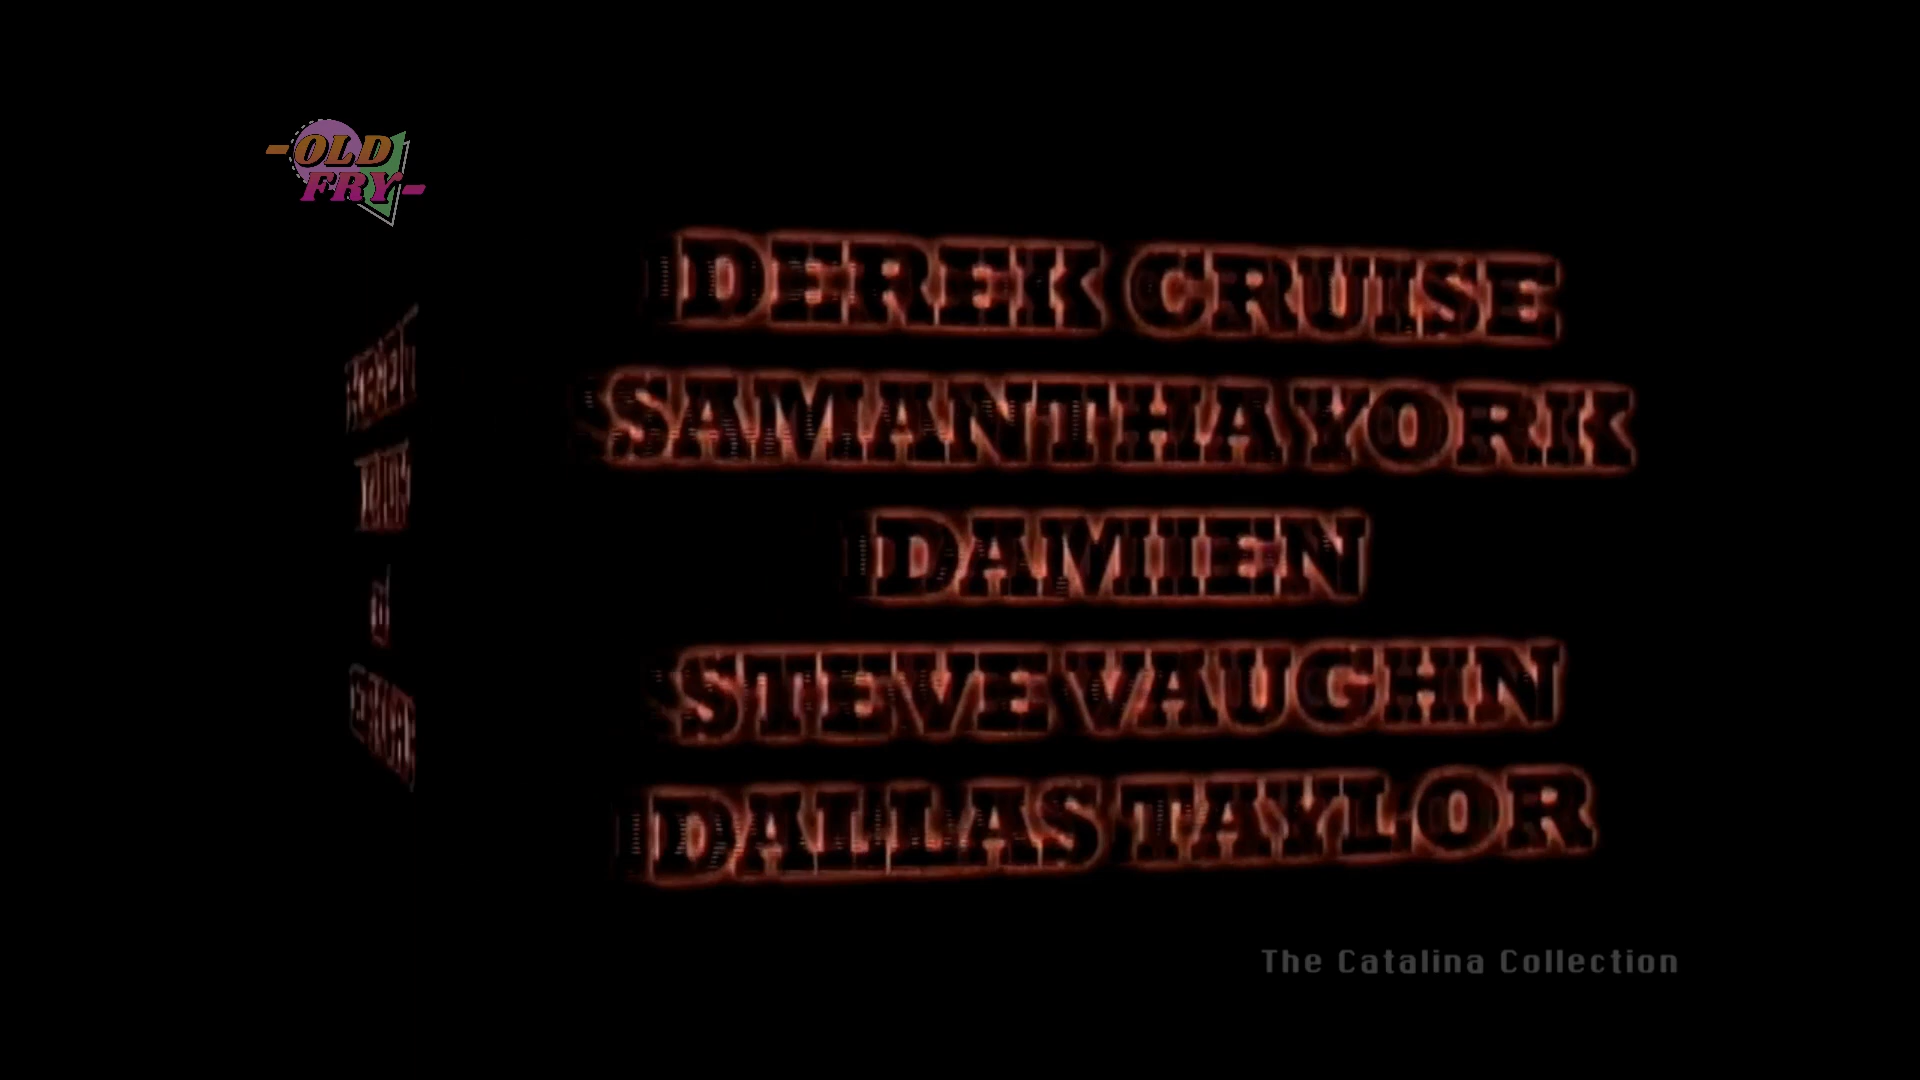 -OLD
FRY-
DEREK CRUISE
SAMANTHA YORK
DAMIEN
STEVE VAUGHN
DALLAS TAYLOR
The Catalina Collection